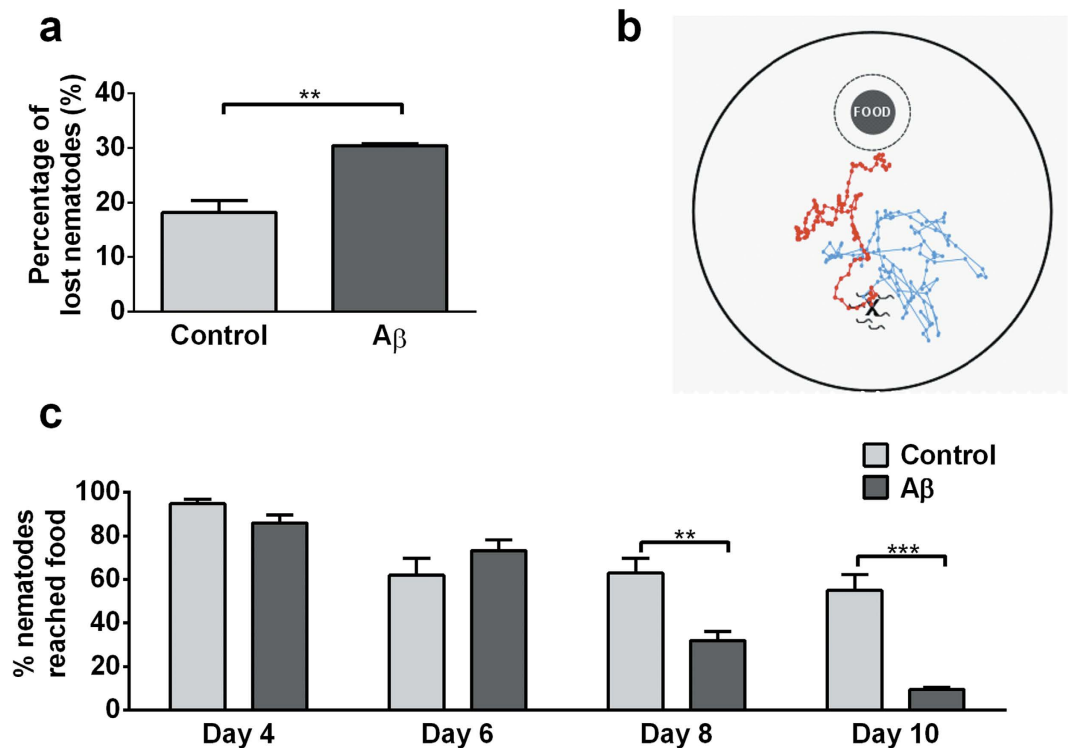 a
Percentage of
lost nematodes (%)
40
30
20
10
0
**
Control
Aβ
b
FOOD
X
c
Control
Aβ
% nematodes
reached food
100
80
60
40
20
0
**
***
Day 4
Day 6
Day 8
Day 10